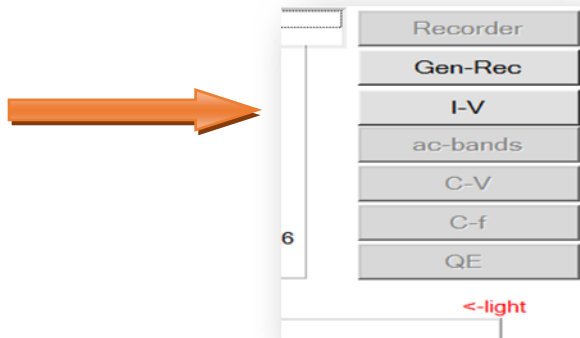 Recorder
Gen-Rec
I-V
ac-bands
C-V
6
C-f
QE
<-light